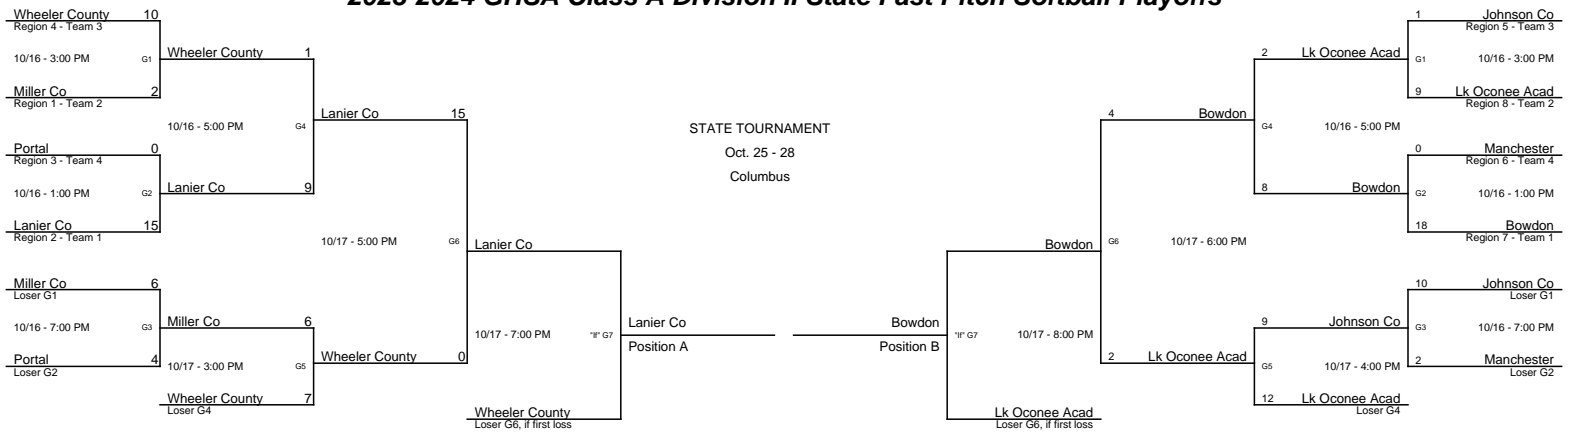 2023-2024 GHSA Class A Division II State Fast Pitch Softball Playoffs
Wheeler County 10
Region 4 - Team 3
10/16 - 3:00 PM G1
Miller Co 2
Region 1 - Team 2
Wheeler County 1
10/16 - 5:00 PM G4
Portal 0
Region 3 - Team 4
10/16 - 1:00 PM G2
Lanier Co 15
Region 2 - Team 1
Lanier Co 9
Lanier Co 15
10/17 - 5:00 PM G6
Miller Co 6
Loser G1
10/16 - 7:00 PM G3
Portal 4
Loser G2
Miller Co 6
10/17 - 3:00 PM G5
Wheeler County 7
Loser G4
Wheeler County 0
Lanier Co
10/17 - 7:00 PM "If" G7
Wheeler County
Loser G6, if first loss
Lanier Co
Position A
STATE TOURNAMENT
Oct. 25 - 28
Columbus
Bowdon
Position B
Bowdon
"If" G7 10/17 - 8:00 PM
Lk Oconee Acad
Loser G6, if first loss
4 Bowdon
G6 10/17 - 6:00 PM
2 Lk Oconee Acad
2 Lk Oconee Acad
G4 10/16 - 5:00 PM
8 Bowdon
1 Johnson Co
Region 5 - Team 3
G1 10/16 - 3:00 PM
9 Lk Oconee Acad
Region 8 - Team 2
0 Manchester
Region 6 - Team 4
G2 10/16 - 1:00 PM
18 Bowdon
Region 7 - Team 1
9 Johnson Co
G5 10/17 - 4:00 PM
12 Lk Oconee Acad
Loser G4
10 Johnson Co
Loser G1
G3 10/16 - 7:00 PM
2 Manchester
Loser G2